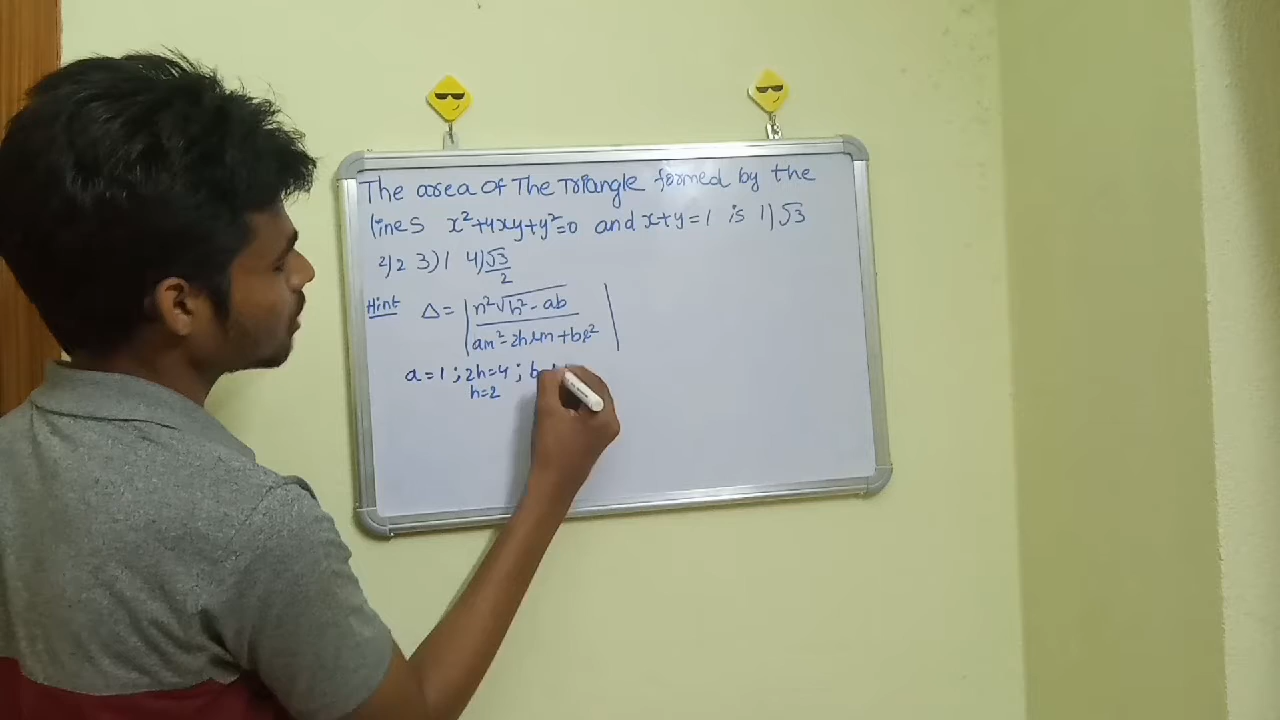 The area of The Triangle formed by the
lines x²+4xy+y²=0 and x+y=1 is 1) √3
2) 2 3) 1 4) √3/2
Hint Δ = | n²√h²-ab / am²-2hlm+bl² |
a=1 ; 2h=4 ; b
h=2